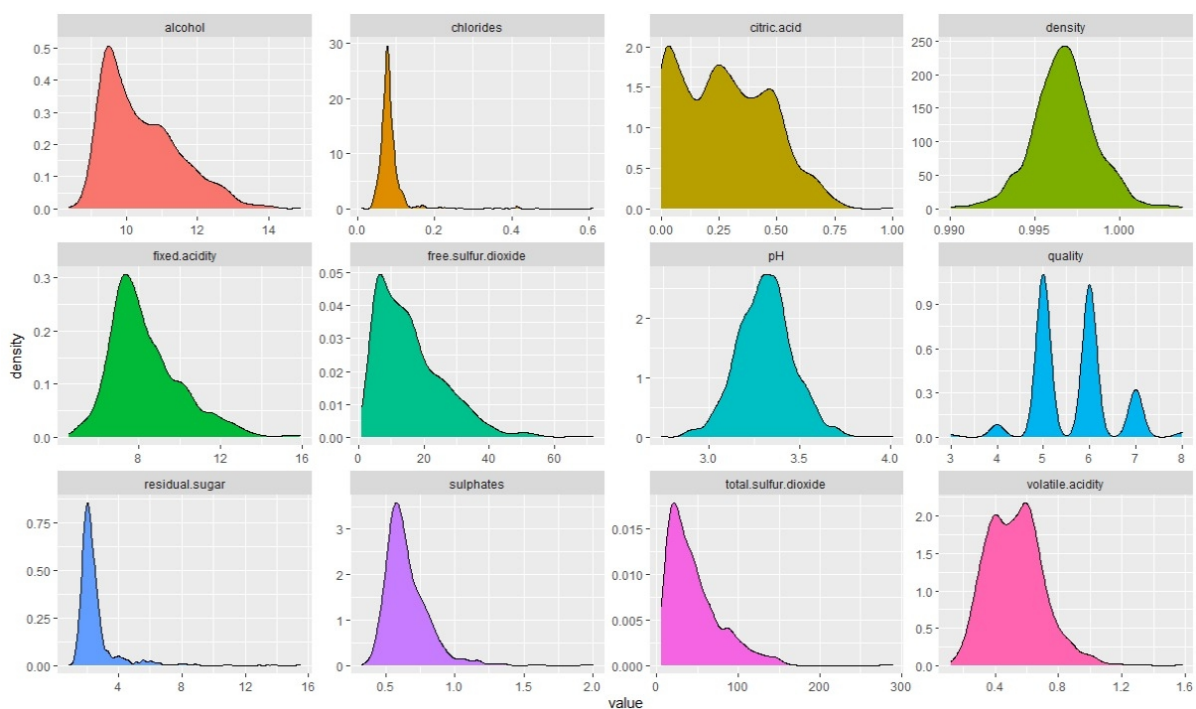 alcohol chlorides citric.acid density
0.5 30 2.0 250
0.4 200
0.3 20 1.5 150
0.2 1.0 100
0.1 10 0.5 50
0.0 0 0.0 0
10 12 14 0.0 0.2 0.4 0.6 0.00 0.25 0.50 0.75 1.00 0.990 0.995 1.000
fixed.acidity free.sulfur.dioxide pH quality
0.3 0.05
0.04 2 0.9
0.2 0.03 0.6
0.1 0.02 1 0.3
0.01
0.0 0.00 0 0.0
8 12 16 0 20 40 60 3.0 3.5 4.0 3 4 5 6 7 8
density
residual.sugar sulphates total.sulfur.dioxide volatile.acidity
0.75 3 0.015 2.0
0.50 2 0.010 1.5
0.25 1 0.005 1.0
0.5
0.00 0 0.000 0.0
4 8 12 16 0.5 1.0 1.5 2.0 0 100 200 300 0.4 0.8 1.2 1.6
value